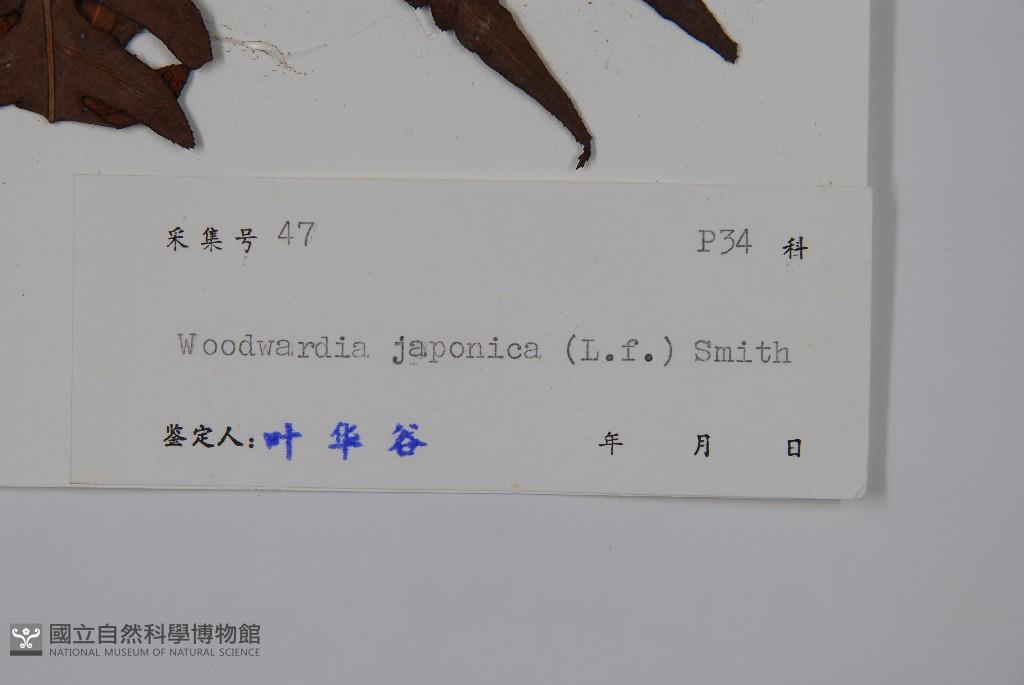 采集号 47 P34 科
Woodwardia japonica (L.f.) Smith
鉴定人: 叶华谷 年 月 日
國立自然科學博物館
NATIONAL MUSEUM OF NATURAL SCIENCE